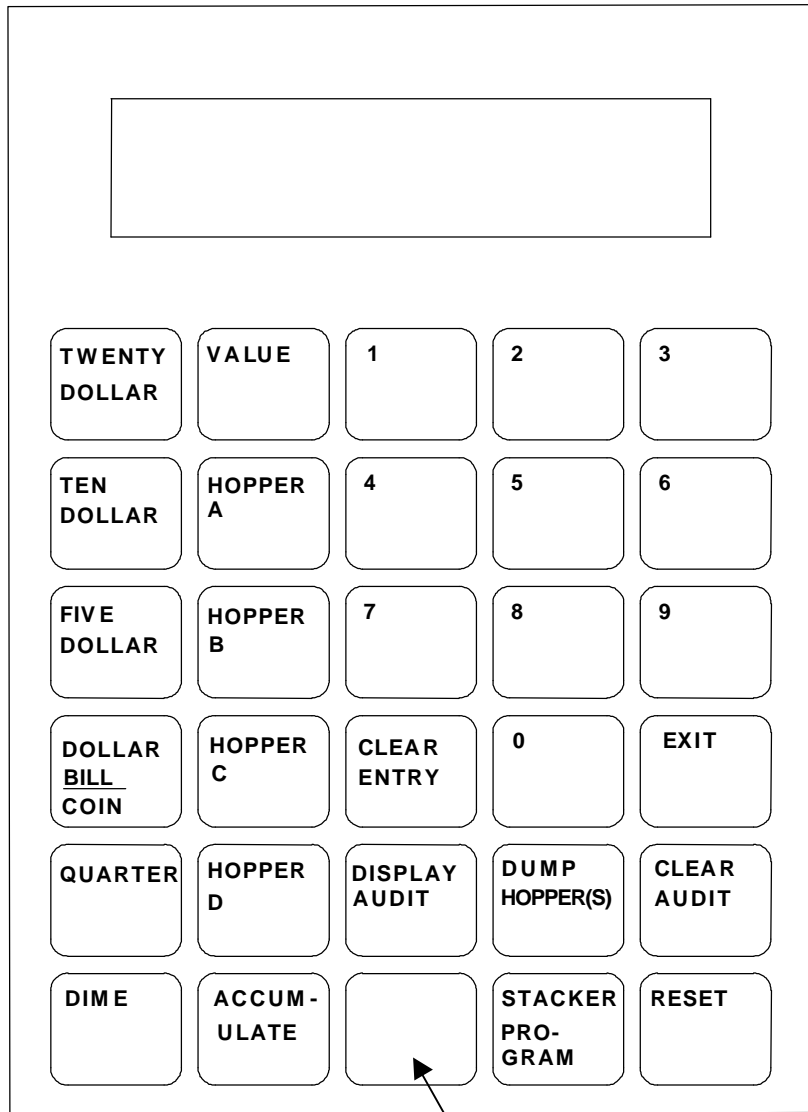 TWENTY
DOLLAR
VALUE
1
2
3
TEN
DOLLAR
HOPPER
A
4
5
6
FIVE
DOLLAR
HOPPER
B
7
8
9
DOLLAR
BILL
COIN
HOPPER
C
CLEAR
ENTRY
0
EXIT
QUARTER
HOPPER
D
DISPLAY
AUDIT
DUMP
HOPPER(S)
CLEAR
AUDIT
DIME
ACCUM-
ULATE
STACKER
PRO-
GRAM
RESET